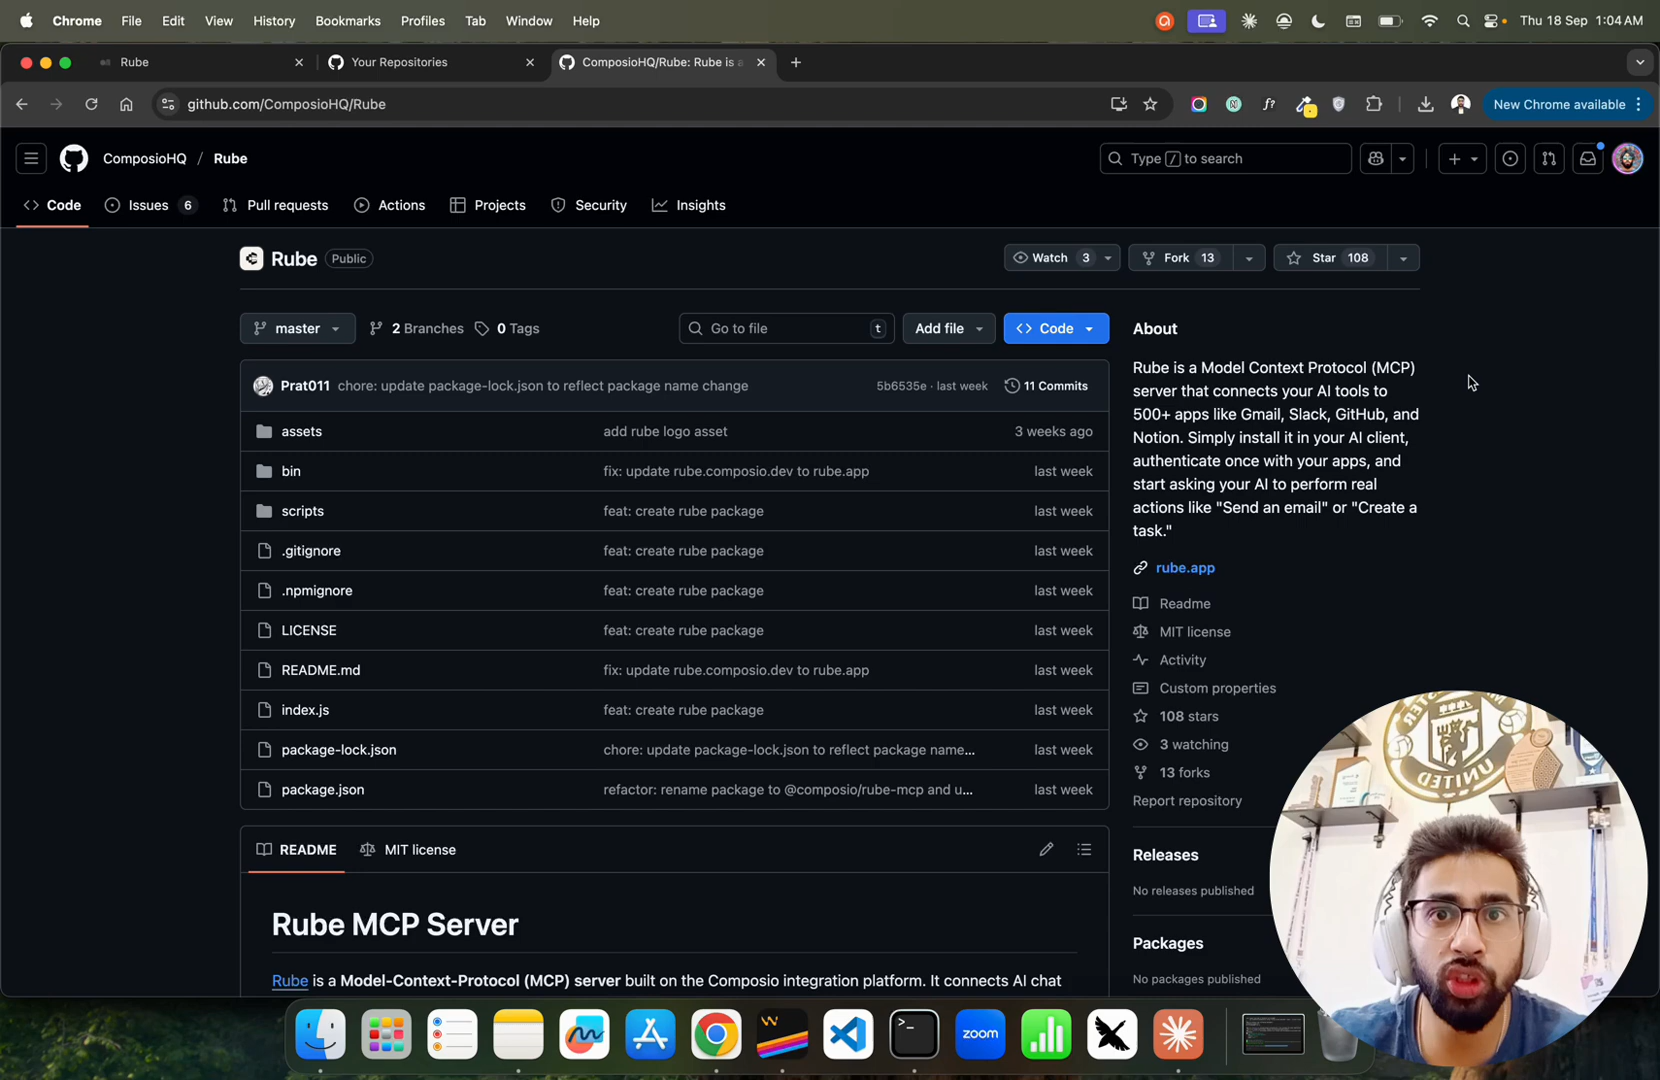 Chrome File Edit View History Bookmarks Profiles Tab Window Help Thu 18 Sep 1:04 AM
Rube Your Repositories ComposioHQ/Rube: Rube is a
github.com/ComposioHQ/Rube New Chrome available
ComposioHQ / Rube Type / to search
Code Issues 6 Pull requests Actions Projects Security Insights
Rube Public Watch 3 Fork 13 Star 108
master 2 Branches 0 Tags Go to file t Add file Code
Prat011 chore: update package-lock.json to reflect package name change 5b6535e · last week 11 Commits
assets add rube logo asset 3 weeks ago
bin fix: update rube.composio.dev to rube.app last week
scripts feat: create rube package last week
.gitignore feat: create rube package last week
.npmignore feat: create rube package last week
LICENSE feat: create rube package last week
README.md fix: update rube.composio.dev to rube.app last week
index.js feat: create rube package last week
package-lock.json chore: update package-lock.json to reflect package name... last week
package.json refactor: rename package to @composio/rube-mcp and u... last week
README MIT license
Rube MCP Server
Rube is a Model-Context-Protocol (MCP) server built on the Composio integration platform. It connects AI chat
About
Rube is a Model Context Protocol (MCP)
server that connects your AI tools to
500+ apps like Gmail, Slack, GitHub, and
Notion. Simply install it in your AI client,
authenticate once with your apps, and
start asking your AI to perform real
actions like "Send an email" or "Create a
task."
rube.app
Readme
MIT license
Activity
Custom properties
108 stars
3 watching
13 forks
Report repository
Releases
No releases published
Packages
No packages published
UNITED
zoom